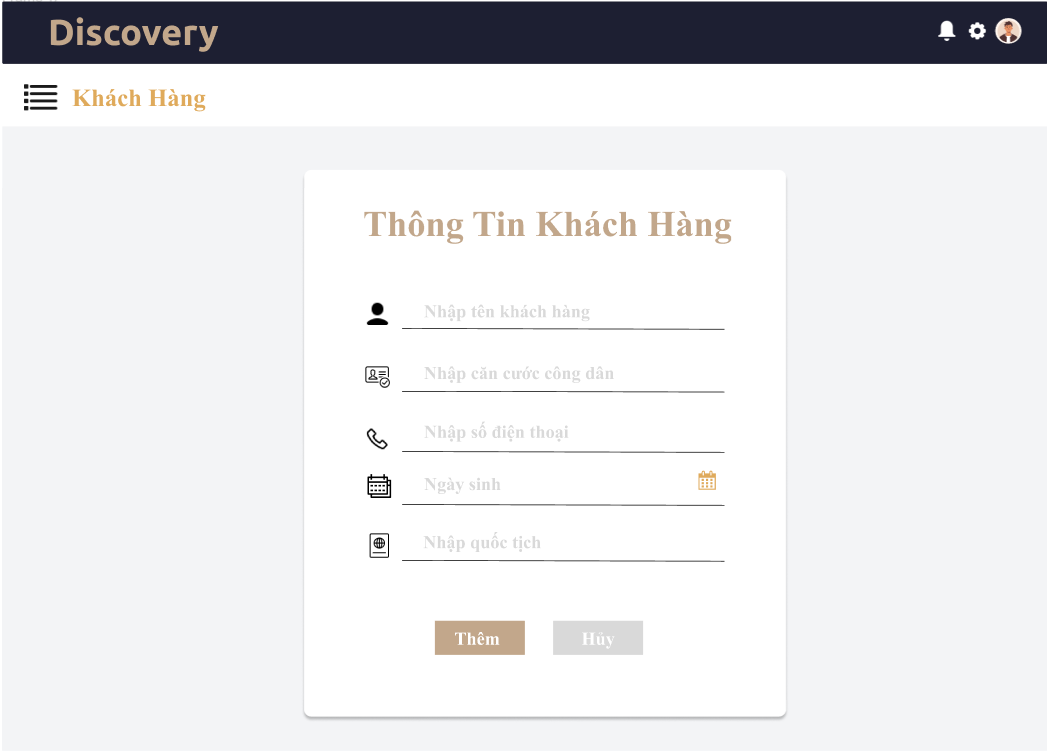 Discovery
Khách Hàng
Thông Tin Khách Hàng
Nhập tên khách hàng
Nhập căn cước công dân
Nhập số điện thoại
Ngày sinh
Nhập quốc tịch
Thêm
Hủy